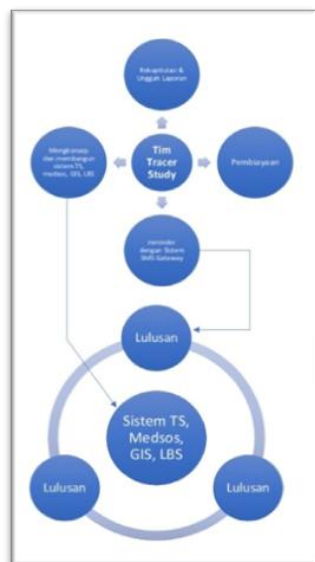 Rekapitulasi &
Unggah Laporan
Mengkonsep
dan membangun
sistem TS,
medsos, GIS, LBS
Tim
Tracer
Study
Pembiayaan
reminder
dengan Sistem
SMS Gateway
Lulusan
Sistem TS,
Medsos,
GIS, LBS
Lulusan
Lulusan